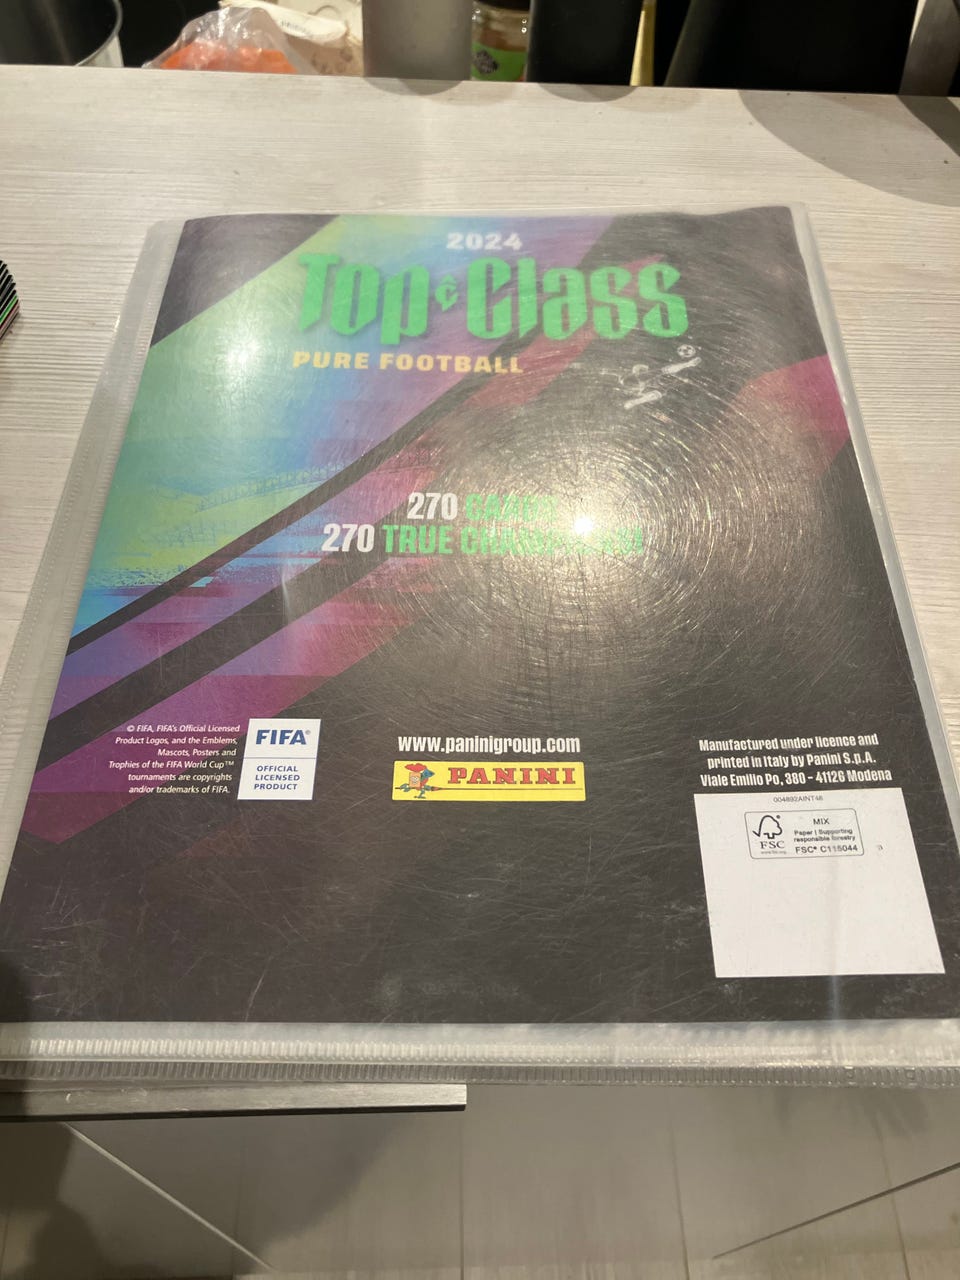 2024
Top Class
PURE FOOTBALL
270 CARDS
270 TRUE CHAMPIONS!
© FIFA, FIFA's Official Licensed
Product Logos, and the Emblems,
Mascots, Posters and
Trophies of the FIFA World Cup™
tournaments are copyrights
and/or trademarks of FIFA.
FIFA®
OFFICIAL
LICENSED
PRODUCT
www.paninigroup.com
PANINI
Manufactured under licence and
printed in Italy by Panini S.p.A.
Viale Emilio Po, 380 - 41126 Modena
004892AINT46
FSC
MIX
Paper | Supporting
responsible forestry
FSC® C115044